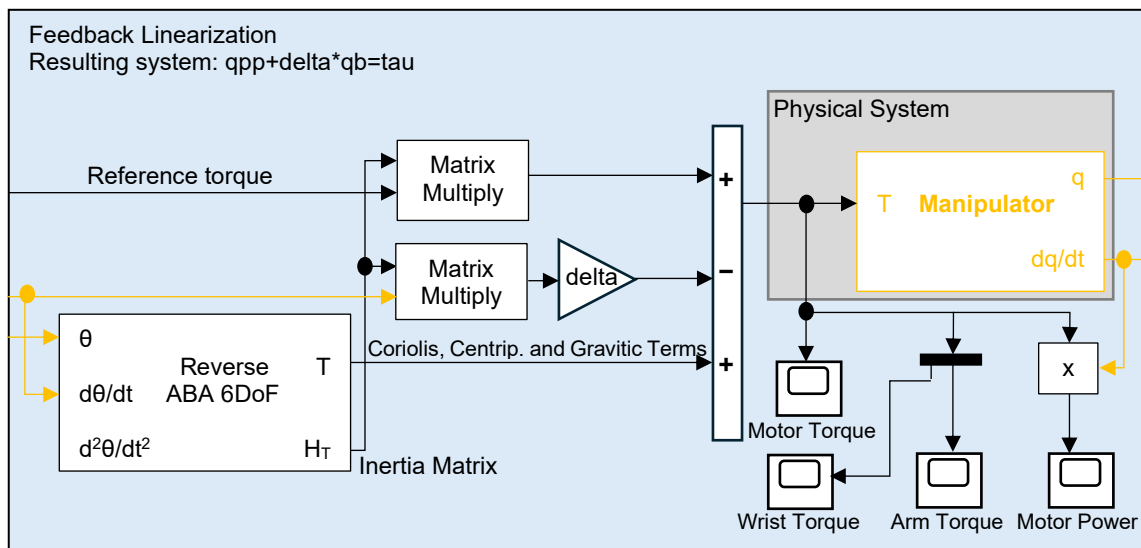 Feedback Linearization
Resulting system: qpp+delta*qb=tau
Physical System
Reference torque
Matrix
Multiply
+
T
Manipulator
q
dq/dt
Matrix
Multiply
delta
−
θ
dθ/dt
d²θ/dt²
Reverse
ABA 6DoF
T
H_T
Coriolis, Centrip. and Gravitic Terms
+
Inertia Matrix
x
Motor Torque
Wrist Torque
Arm Torque
Motor Power